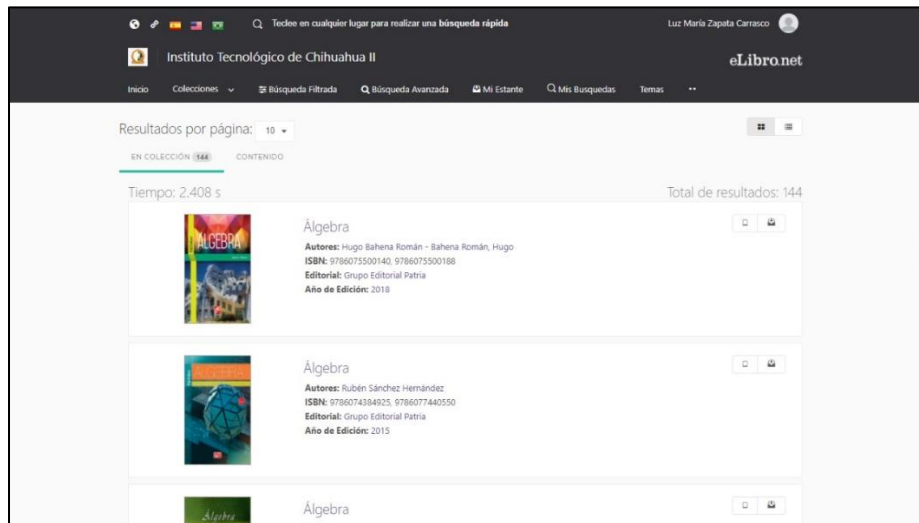 Teclee en cualquier lugar para realizar una búsqueda rápida
Luz María Zapata Carrasco
Instituto Tecnológico de Chihuahua II
eLibro.net
Inicio Colecciones Búsqueda Filtrada Búsqueda Avanzada Mi Estante Mis Busquedas Temas
Resultados por página: 10
EN COLECCIÓN 144 CONTENIDO
Tiempo: 2.408 s
Total de resultados: 144
ÁLGEBRA
Álgebra
Autores: Hugo Bahena Román - Bahena Román, Hugo
ISBN: 9786075500140, 9786075500188
Editorial: Grupo Editorial Patria
Año de Edición: 2018
ÁLGEBRA
Álgebra
Autores: Rubén Sánchez Hernández
ISBN: 9786074384925, 9786077440550
Editorial: Grupo Editorial Patria
Año de Edición: 2015
Álgebra
Álgebra